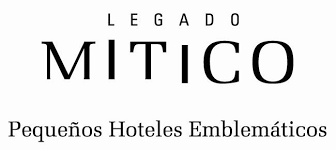 LEGADO
MITICO
Pequeños Hoteles Emblemáticos